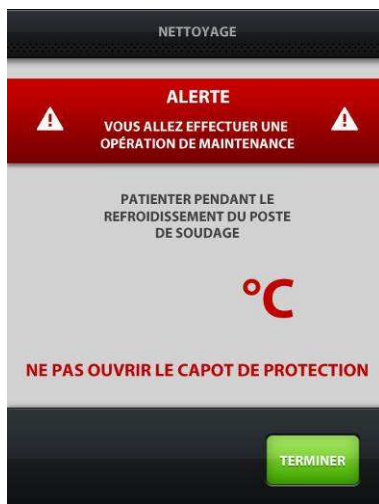 NETTOYAGE
ALERTE
VOUS ALLEZ EFFECTUER UNE
OPÉRATION DE MAINTENANCE
PATIENTER PENDANT LE
REFROIDISSEMENT DU POSTE
DE SOUDAGE
°C
NE PAS OUVRIR LE CAPOT DE PROTECTION
TERMINER